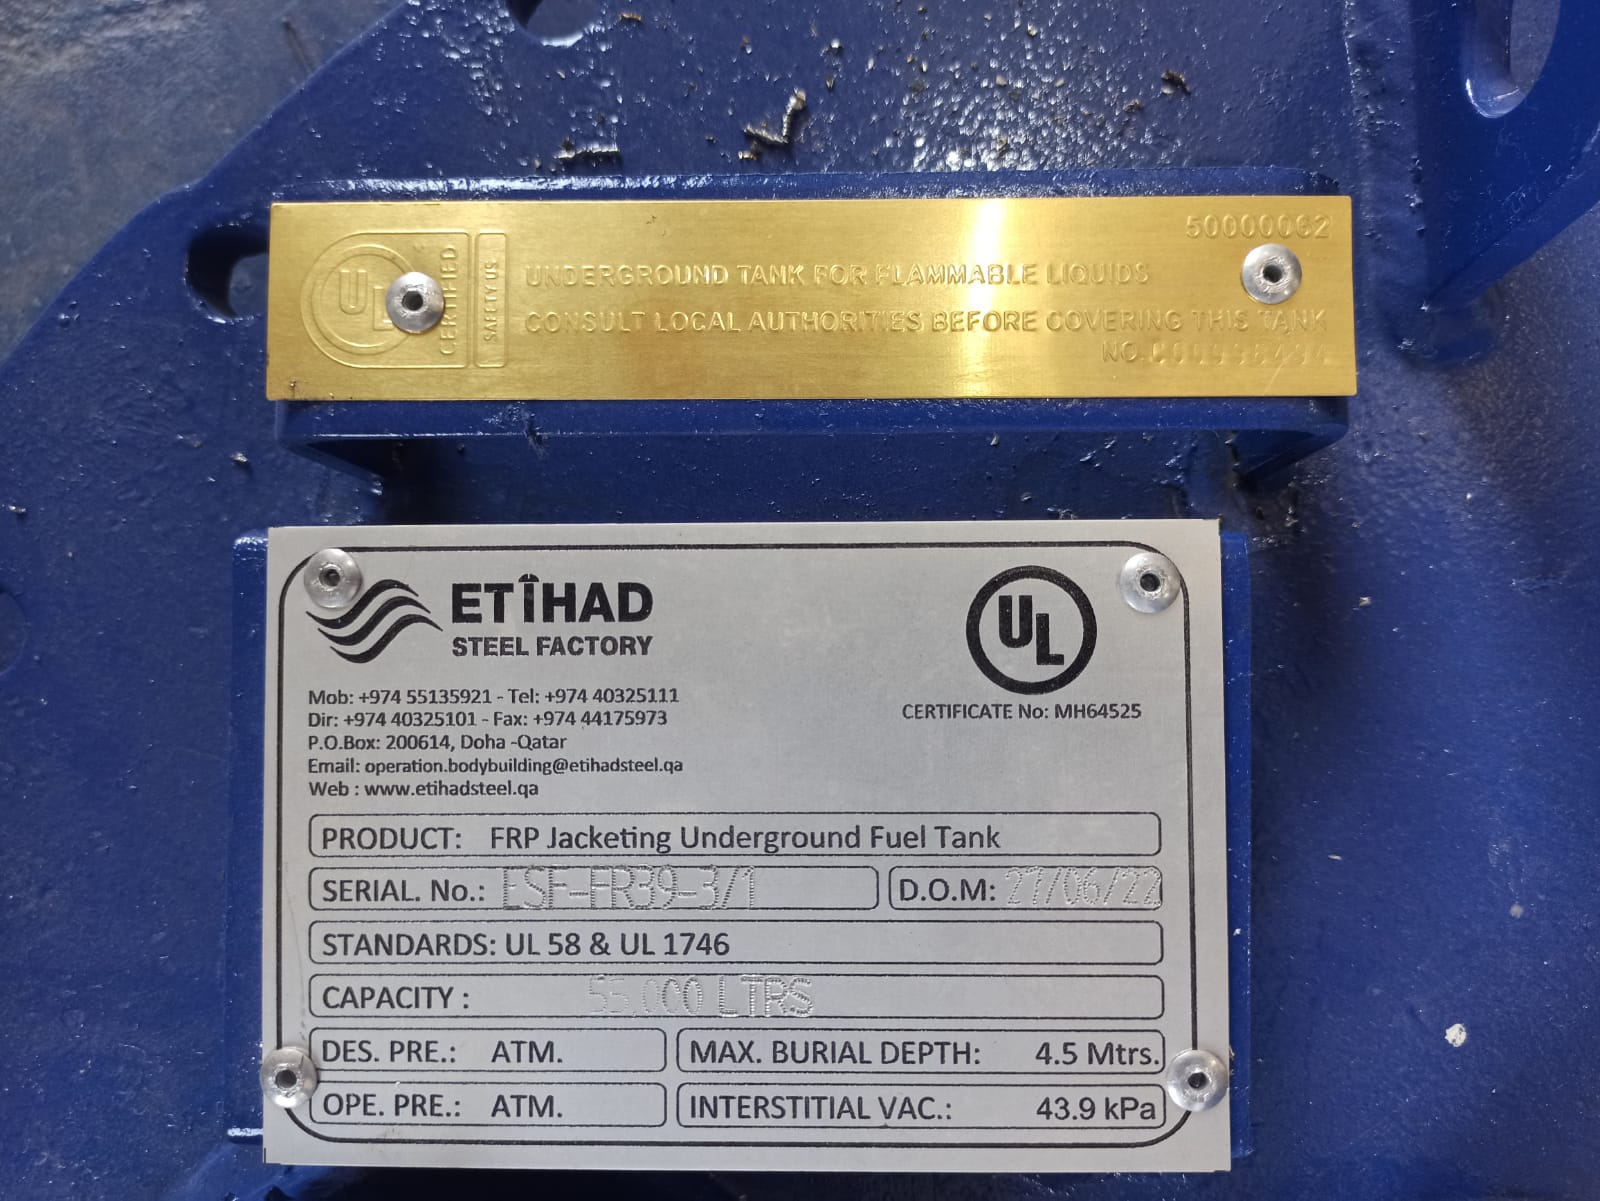 50000062
UL CERTIFIED
SAFETY US
UNDERGROUND TANK FOR FLAMMABLE LIQUIDS
CONSULT LOCAL AUTHORITIES BEFORE COVERING THIS TANK
NO.
ETIHAD
STEEL FACTORY
UL
Mob: +974 55135921 - Tel: +974 40325111
Dir: +974 40325101 - Fax: +974 44175973
P.O.Box: 200614, Doha -Qatar
Email: operation.bodybuilding@etihadsteel.qa
Web : www.etihadsteel.qa
CERTIFICATE No: MH64525
PRODUCT: FRP Jacketing Underground Fuel Tank
SERIAL. No.: ESF-FR39-3/1
D.O.M: 27/06/22
STANDARDS: UL 58 & UL 1746
CAPACITY : 55,000 LTRS
DES. PRE.: ATM.
MAX. BURIAL DEPTH: 4.5 Mtrs.
OPE. PRE.: ATM.
INTERSTITIAL VAC.: 43.9 kPa